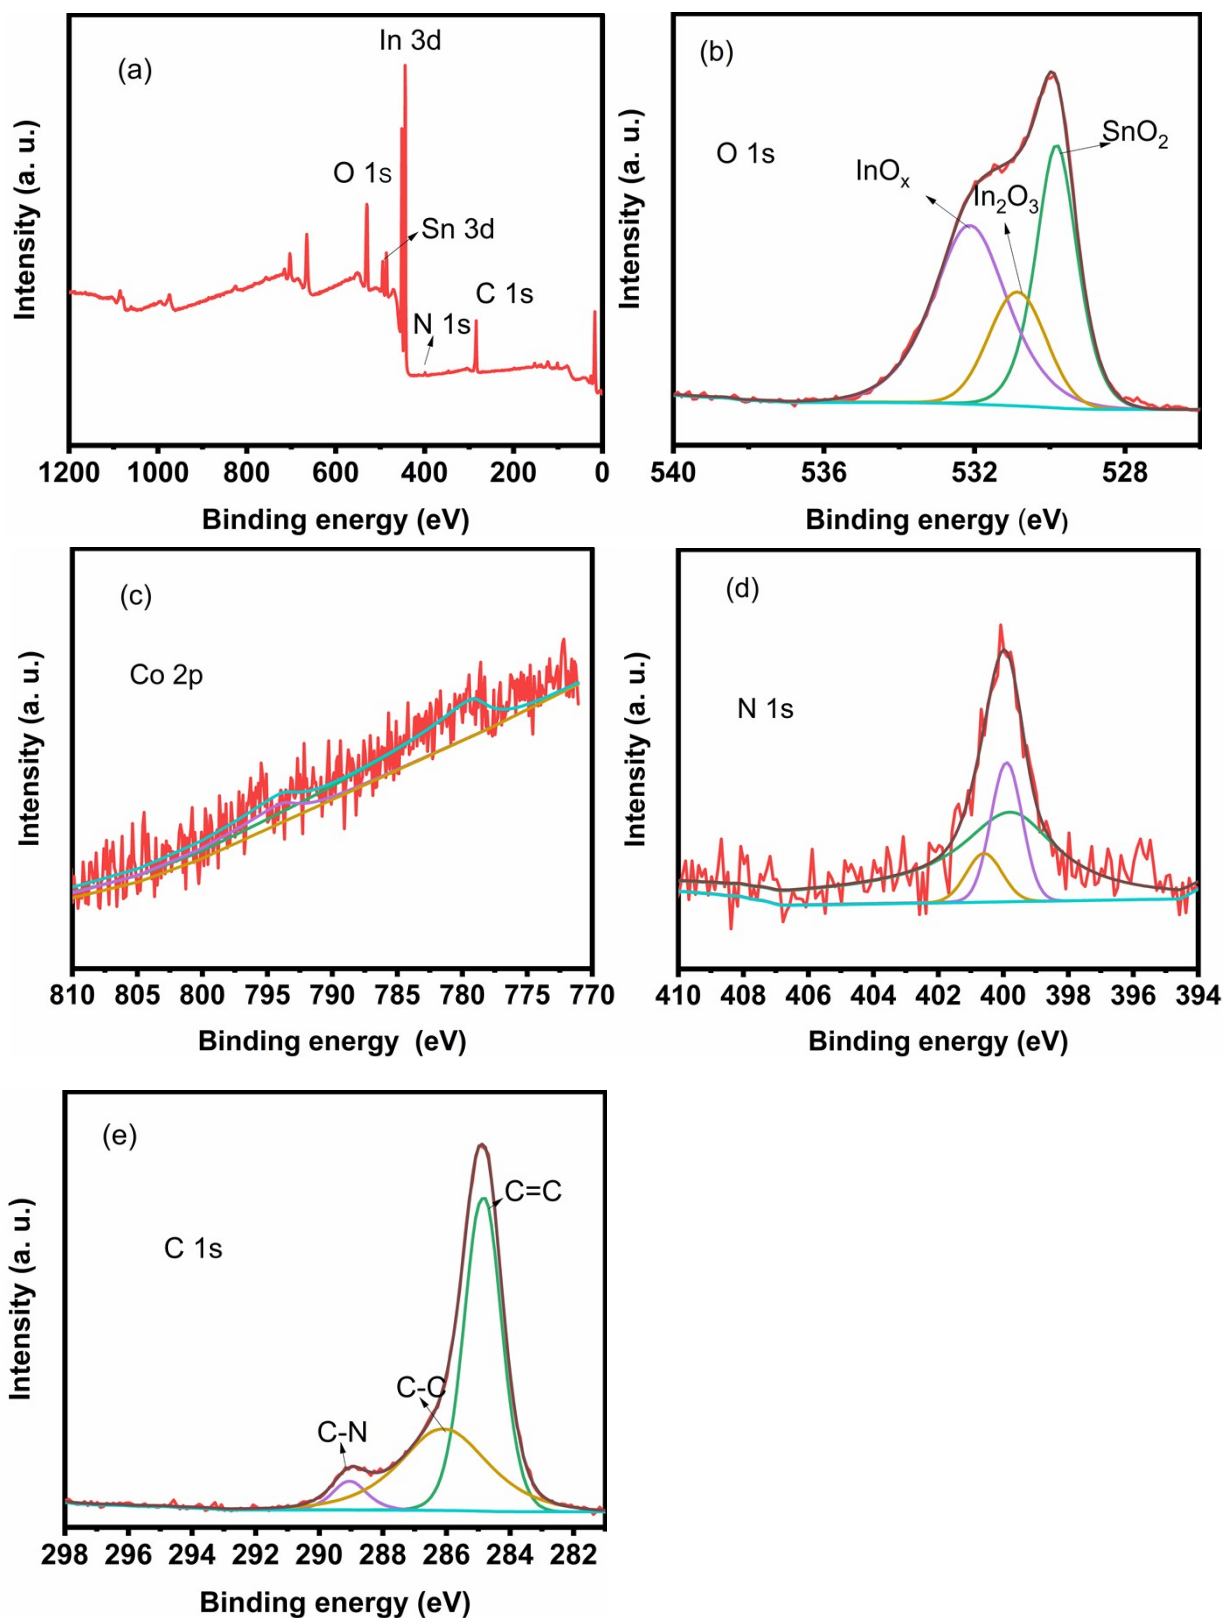 (a)
In 3d
O 1s
Sn 3d
C 1s
N 1s
Intensity (a. u.)
1200 1000 800 600 400 200 0
Binding energy (eV)
(b)
O 1s
InOₓ
In₂O₃
SnO₂
Intensity (a. u.)
540 536 532 528
Binding energy (eV)
(c)
Co 2p
Intensity (a. u.)
810 805 800 795 790 785 780 775 770
Binding energy (eV)
(d)
N 1s
Intensity (a. u.)
410 408 406 404 402 400 398 396 394
Binding energy (eV)
(e)
C 1s
C=C
C-C
C-N
Intensity (a. u.)
298 296 294 292 290 288 286 284 282
Binding energy (eV)